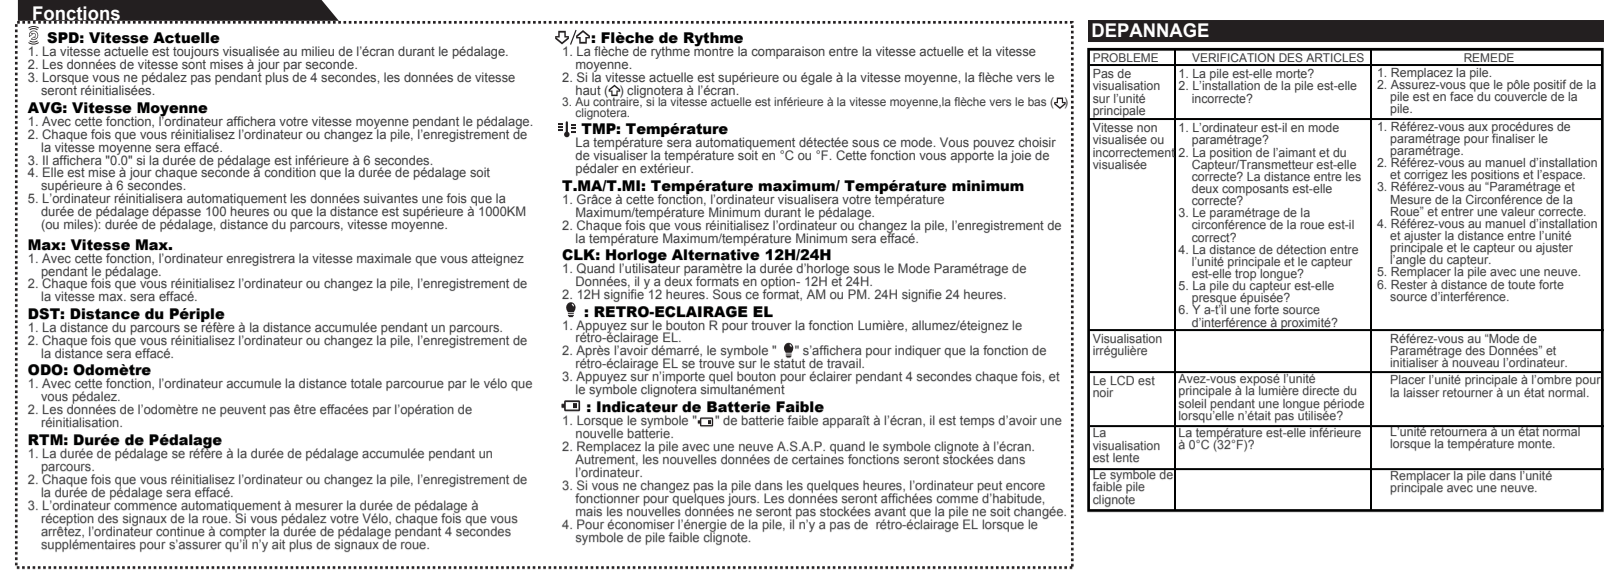 Fonctions
SPD: Vitesse Actuelle
1. La vitesse actuelle est toujours visualisée au milieu de l'écran durant le pédalage.
2. Les données de vitesse sont mises à jour par seconde.
3. Lorsque vous ne pédalez pas pendant plus de 4 secondes, les données de vitesse
seront réinitialisées.
AVG: Vitesse Moyenne
1. Avec cette fonction, l'ordinateur affichera votre vitesse moyenne pendant le pédalage.
2. Chaque fois que vous réinitialisez l'ordinateur ou changez la pile, l'enregistrement de
la vitesse moyenne sera effacé.
3. Il affichera "0.0" si la durée de pédalage est inférieure à 6 secondes.
4. Elle est mise à jour chaque seconde à condition que la durée de pédalage soit
supérieure à 6 secondes.
5. L'ordinateur réinitialisera automatiquement les données suivantes une fois que la
durée de pédalage dépasse 100 heures ou que la distance est supérieure à 1000KM
(ou miles): durée de pédalage, distance du parcours, vitesse moyenne.
Max: Vitesse Max.
1. Avec cette fonction, l'ordinateur enregistrera la vitesse maximale que vous atteignez
pendant le pédalage.
2. Chaque fois que vous réinitialisez l'ordinateur ou changez la pile, l'enregistrement de
la vitesse max. sera effacé.
DST: Distance du Périple
1. La distance du parcours se réfère à la distance accumulée pendant un parcours.
2. Chaque fois que vous réinitialisez l'ordinateur ou changez la pile, l'enregistrement de
la distance sera effacé.
ODO: Odomètre
1. Avec cette fonction, l'ordinateur accumule la distance totale parcourue par le vélo que
vous pédalez.
2. Les données de l'odomètre ne peuvent pas être effacées par l'opération de
réinitialisation.
RTM: Durée de Pédalage
1. La durée de pédalage se réfère à la durée de pédalage accumulée pendant un
parcours.
2. Chaque fois que vous réinitialisez l'ordinateur ou changez la pile, l'enregistrement de
la durée de pédalage sera effacé.
3. L'ordinateur commence automatiquement à mesurer la durée de pédalage à
réception des signaux de la roue. Si vous pédalez votre Vélo, chaque fois que vous
arrêtez, l'ordinateur continue à compter la durée de pédalage pendant 4 secondes
supplémentaires pour s'assurer qu'il n'y ait plus de signaux de roue.
⇩/⇧: Flèche de Rythme
1. La flèche de rythme montre la comparaison entre la vitesse actuelle et la vitesse
moyenne.
2. Si la vitesse actuelle est supérieure ou égale à la vitesse moyenne, la flèche vers le
haut (⇧) clignotera à l'écran.
3. Au contraire, si la vitesse actuelle est inférieure à la vitesse moyenne,la flèche vers le bas (⇩)
clignotera.
TMP: Température
La température sera automatiquement détectée sous ce mode. Vous pouvez choisir
de visualiser la température soit en °C ou °F. Cette fonction vous apporte la joie de
pédaler en extérieur.
T.MA/T.MI: Température maximum/ Température minimum
1. Grâce à cette fonction, l'ordinateur visualisera votre température
Maximum/température Minimum durant le pédalage.
2. Chaque fois que vous réinitialisez l'ordinateur ou changez la pile, l'enregistrement de
la température Maximum/température Minimum sera effacé.
CLK: Horloge Alternative 12H/24H
1. Quand l'utilisateur paramètre la durée d'horloge sous le Mode Paramétrage de
Données, il y a deux formats en option- 12H et 24H.
2. 12H signifie 12 heures. Sous ce format, AM ou PM. 24H signifie 24 heures.
: RETRO-ECLAIRAGE EL
1. Appuyez sur le bouton R pour trouver la fonction Lumière, allumez/éteignez le
rétro-éclairage EL.
2. Après l'avoir démarré, le symbole " " s'affichera pour indiquer que la fonction de
rétro-éclairage EL se trouve sur le statut de travail.
3. Appuyez sur n'importe quel bouton pour éclairer pendant 4 secondes chaque fois, et
le symbole clignotera simultanément
: Indicateur de Batterie Faible
1. Lorsque le symbole " " de batterie faible apparaît à l'écran, il est temps d'avoir une
nouvelle batterie.
2. Remplacez la pile avec une neuve A.S.A.P. quand le symbole clignote à l'écran.
Autrement, les nouvelles données de certaines fonctions seront stockées dans
l'ordinateur.
3. Si vous ne changez pas la pile dans les quelques heures, l'ordinateur peut encore
fonctionner pour quelques jours. Les données seront affichées comme d'habitude,
mais les nouvelles données ne seront pas stockées avant que la pile ne soit changée.
4. Pour économiser l'énergie de la pile, il n'y a pas de rétro-éclairage EL lorsque le
symbole de pile faible clignote.
DEPANNAGE
PROBLEME VERIFICATION DES ARTICLES REMEDE
Pas de
visualisation
sur l'unité
principale
1. La pile est-elle morte?
2. L'installation de la pile est-elle
incorrecte?
1. Remplacez la pile.
2. Assurez-vous que le pôle positif de la
pile est en face du couvercle de la
pile.
Vitesse non
visualisée ou
incorrectement
visualisée
1. L'ordinateur est-il en mode
paramétrage?
2. La position de l'aimant et du
Capteur/Transmetteur est-elle
correcte? La distance entre les
deux composants est-elle
correcte?
3. Le paramétrage de la
circonférence de la roue est-il
correct?
4. La distance de détection entre
l'unité principale et le capteur
est-elle trop longue?
5. La pile du capteur est-elle
presque épuisée?
6. Y a-t'il une forte source
d'interférence à proximité?
1. Référez-vous aux procédures de
paramétrage pour finaliser le
paramétrage.
2. Référez-vous au manuel d'installation
et corrigez les positions et l'espace.
3. Référez-vous au "Paramétrage et
Mesure de la Circonférence de la
Roue" et entrer une valeur correcte.
4. Référez-vous au manuel d'installation
et ajuster la distance entre l'unité
principale et le capteur ou ajuster
l'angle du capteur.
5. Remplacer la pile avec une neuve.
6. Rester à distance de toute forte
source d'interférence.
Visualisation
irrégulière
Référez-vous au "Mode de
Paramétrage des Données" et
initialiser à nouveau l'ordinateur.
Le LCD est
noir
Avez-vous exposé l'unité
principale à la lumière directe du
soleil pendant une longue période
lorsqu'elle n'était pas utilisée?
Placer l'unité principale à l'ombre pour
la laisser retourner à un état normal.
La
visualisation
est lente
La température est-elle inférieure
à 0°C (32°F)?
L'unité retournera à un état normal
lorsque la température monte.
Le symbole de
faible pile
clignote
Remplacer la pile dans l'unité
principale avec une neuve.